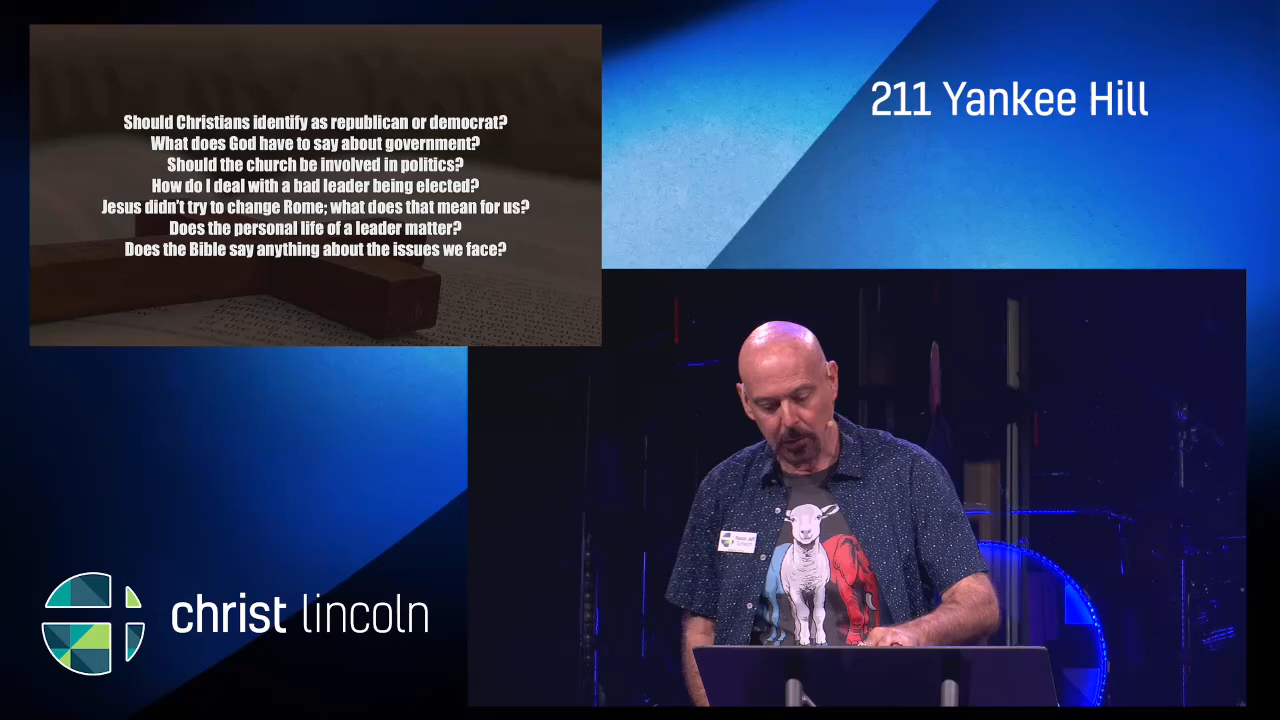 Should Christians identify as republican or democrat?
What does God have to say about government?
Should the church be involved in politics?
How do I deal with a bad leader being elected?
Jesus didn't try to change Rome; what does that mean for us?
Does the personal life of a leader matter?
Does the Bible say anything about the issues we face?
211 Yankee Hill
Pastor Jeff
christ lincoln